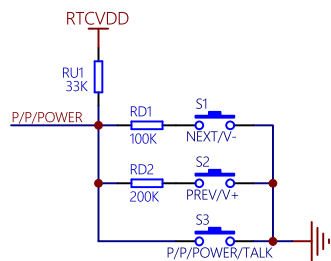 RTCVDD
RU1
33K
P/P/POWER
RD1
100K
S1
NEXT/V-
RD2
200K
S2
PREV/V+
S3
P/P/POWER/TALK